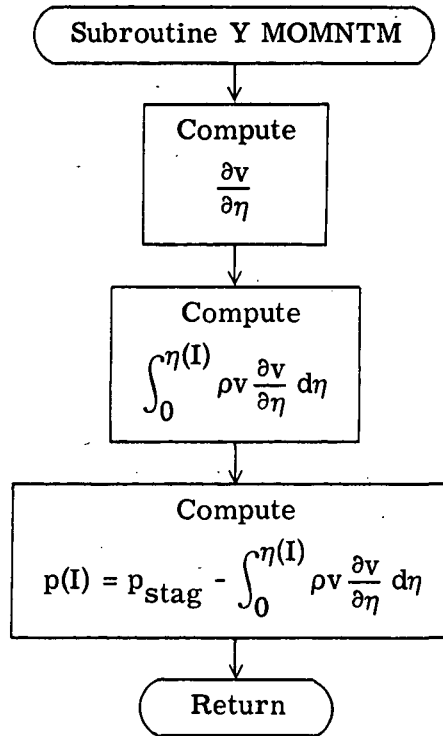 Subroutine Y MOMNTM
Compute
∂v/∂η
Compute
∫₀^η(I) ρv ∂v/∂η dη
Compute
p(I) = p_stag - ∫₀^η(I) ρv ∂v/∂η dη
Return